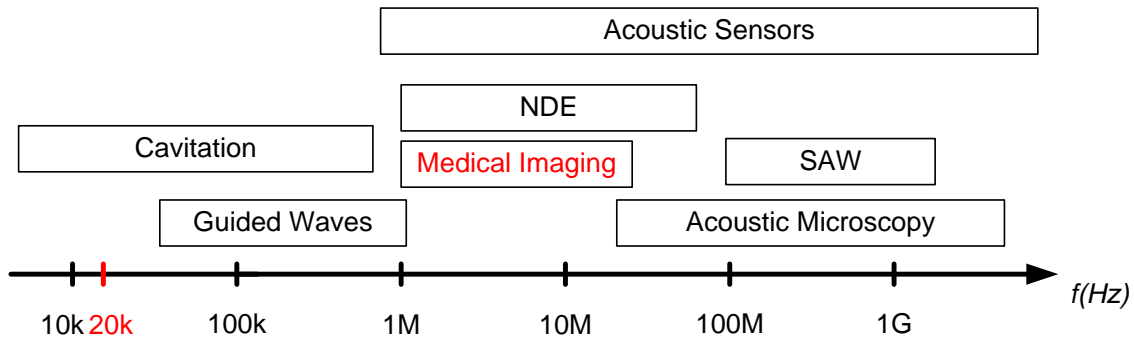 Acoustic Sensors
NDE
Cavitation
Medical Imaging
SAW
Guided Waves
Acoustic Microscopy
f(Hz)
10k 20k 100k 1M 10M 100M 1G